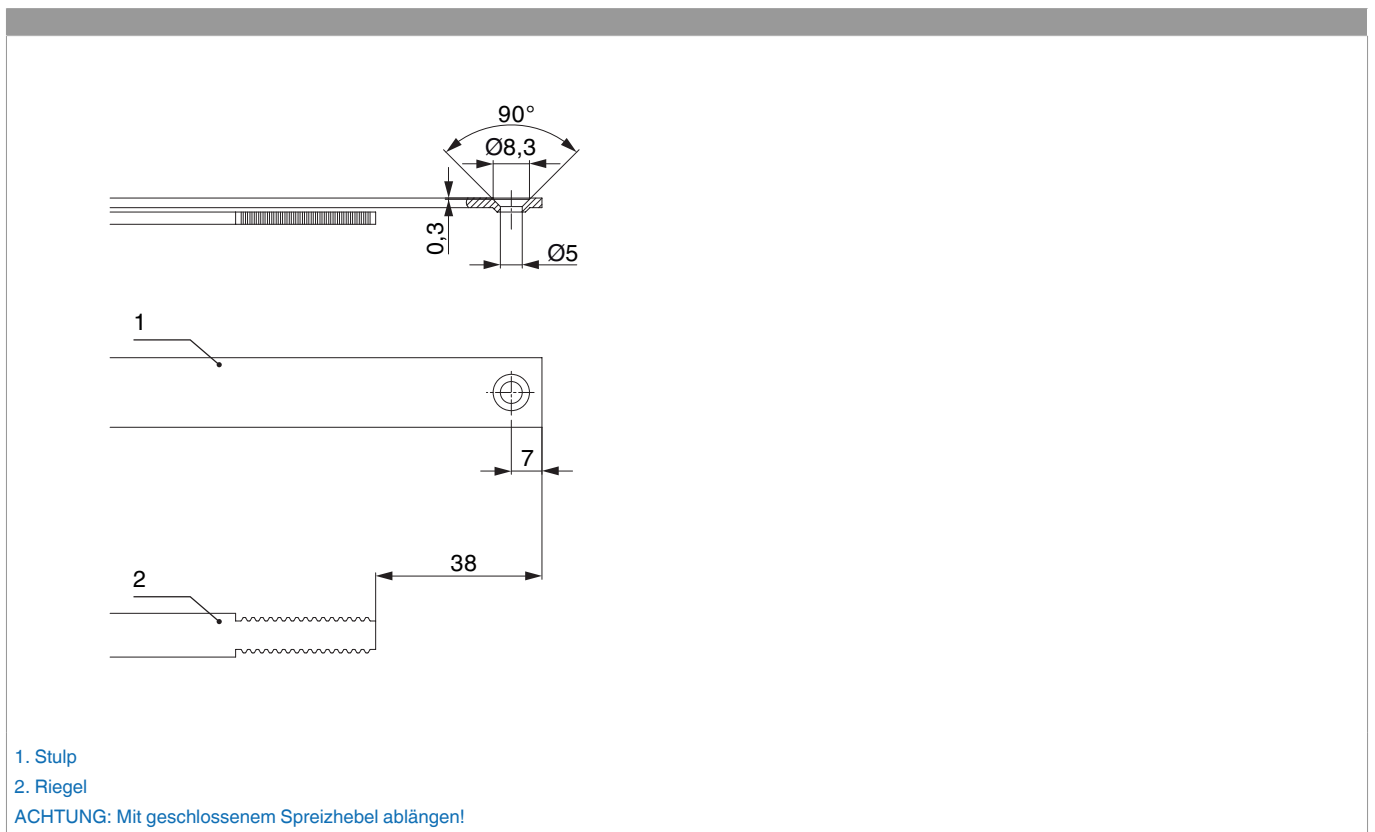 90°
Ø8,3
0,3
Ø5
1
7
38
2
1. Stulp
2. Riegel
ACHTUNG: Mit geschlossenem Spreizhebel ablängen!